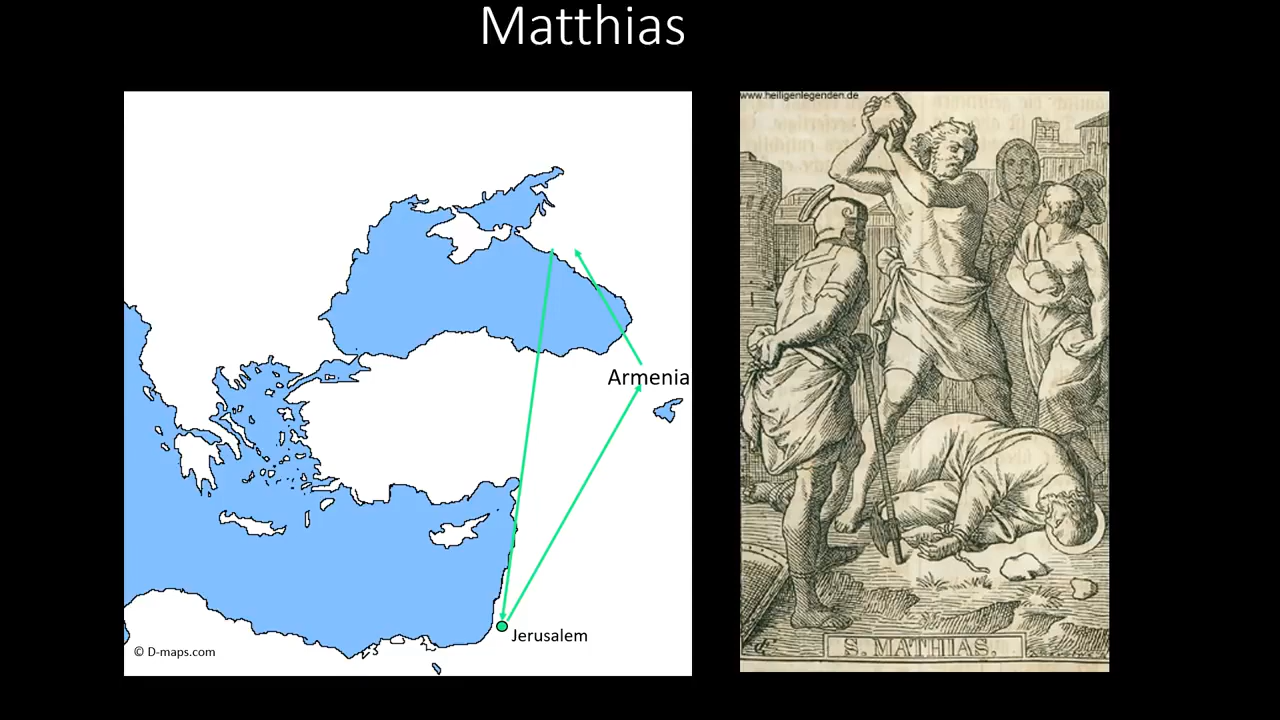 Matthias
www.heiligenlegenden.de
Armenia
Jerusalem
© D-maps.com
S. MATHIAS.